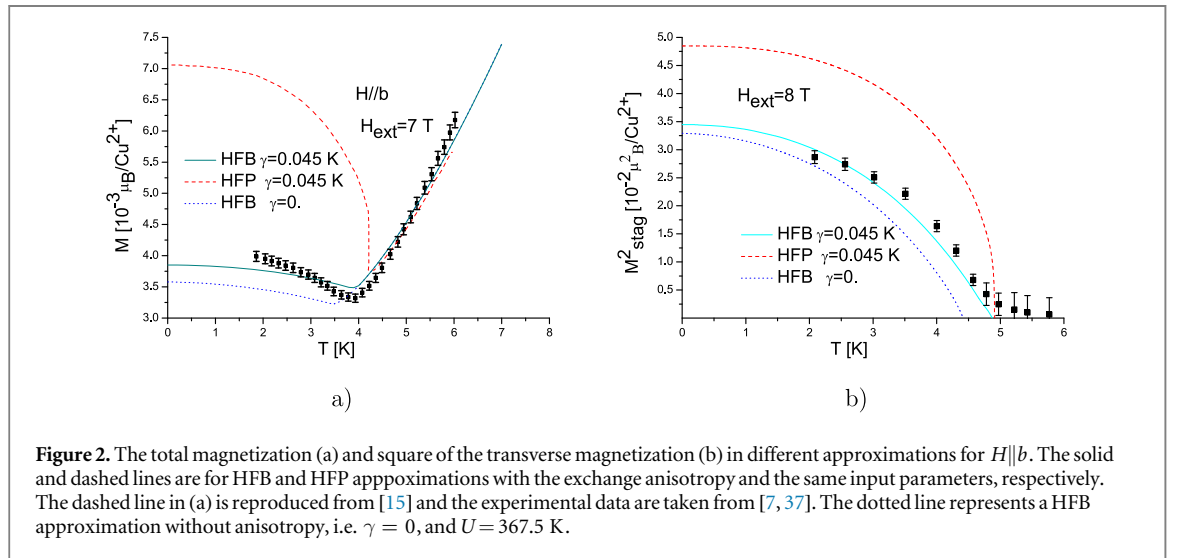 7.5
7.0
6.5
6.0
5.5
5.0
4.5
4.0
3.5
3.0
M [10⁻³μB/Cu²⁺]
H//b
Hext=7 T
HFB γ=0.045 K
HFP γ=0.045 K
HFB γ=0.
0 1 2 3 4 5 6 7 8
T [K]
a)
5.0
4.5
4.0
3.5
3.0
2.5
2.0
1.5
1.0
0.5
M²stag [10⁻²μ²B/Cu²⁺]
Hext=8 T
HFB γ=0.045 K
HFP γ=0.045 K
HFB γ=0.
0 1 2 3 4 5 6
T [K]
b)
Figure 2. The total magnetization (a) and square of the transverse magnetization (b) in different approximations for H∥b. The solid
and dashed lines are for HFB and HFP apppoximations with the exchange anisotropy and the same input parameters, respectively.
The dashed line in (a) is reproduced from [15] and the experimental data are taken from [7, 37]. The dotted line represents a HFB
approximation without anisotropy, i.e. γ = 0, and U = 367.5 K.